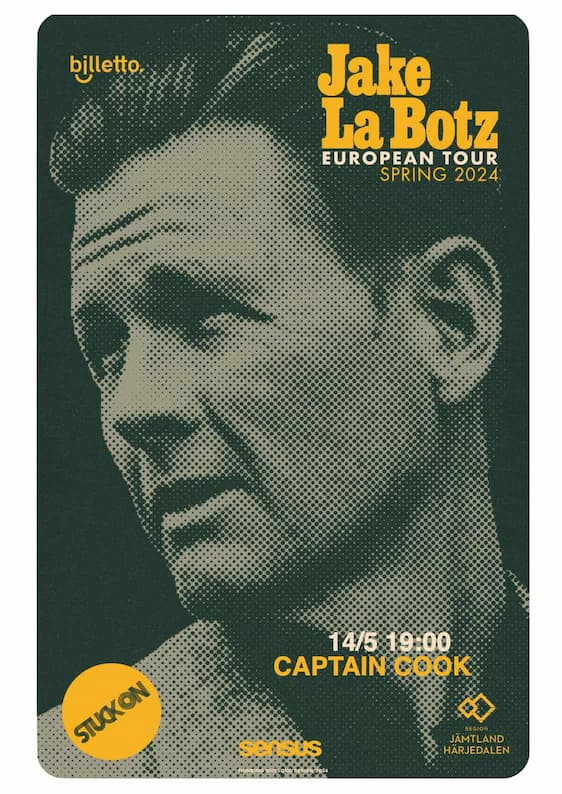 billetto.
Jake
La Botz
EUROPEAN TOUR
SPRING 2024
14/5 19:00
CAPTAIN COOK
STUCK ON
sensus
REGION
JÄMTLAND
HÄRJEDALEN